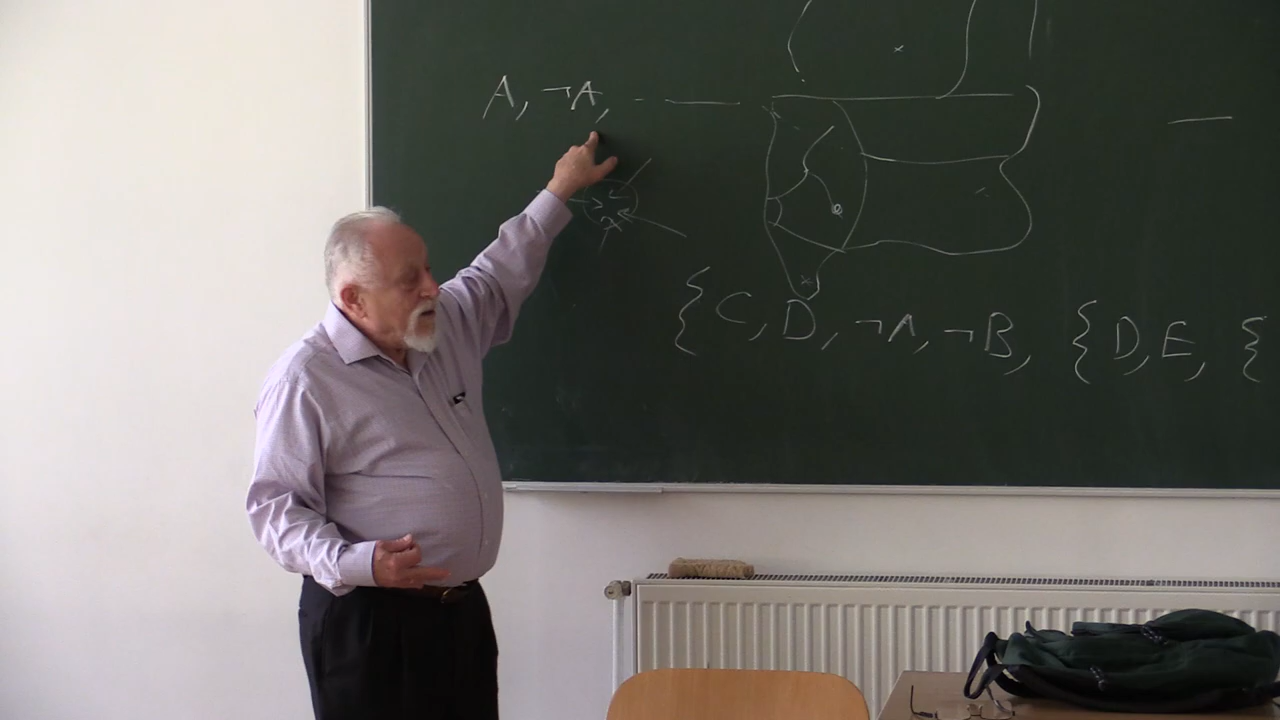 A, ¬A,
{C, D, ¬A, ¬B, {D, E, {